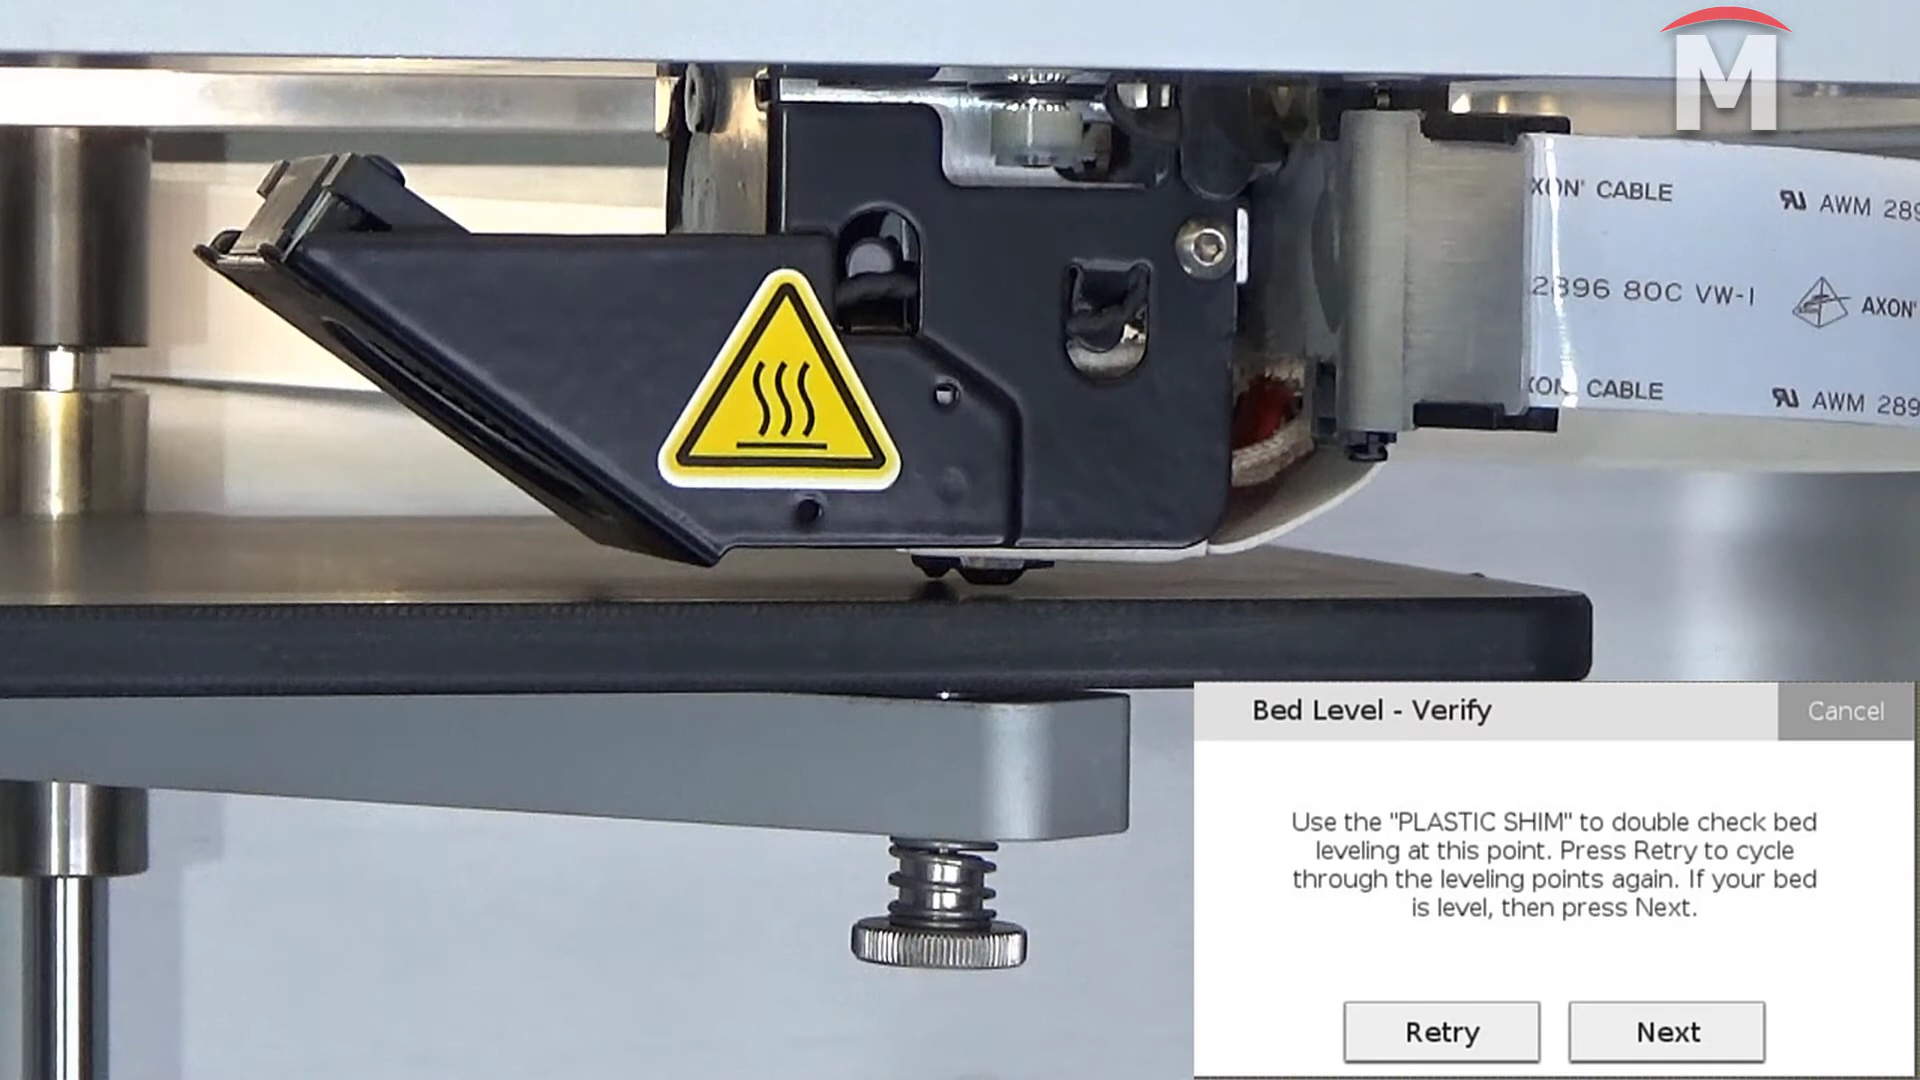 M
XON' CABLE
AWM 289
2896 80C VW-1
AXON'
XON' CABLE
AWM 289
Bed Level - Verify
Cancel
Use the "PLASTIC SHIM" to double check bed
leveling at this point. Press Retry to cycle
through the leveling points again. If your bed
is level, then press Next.
Retry
Next